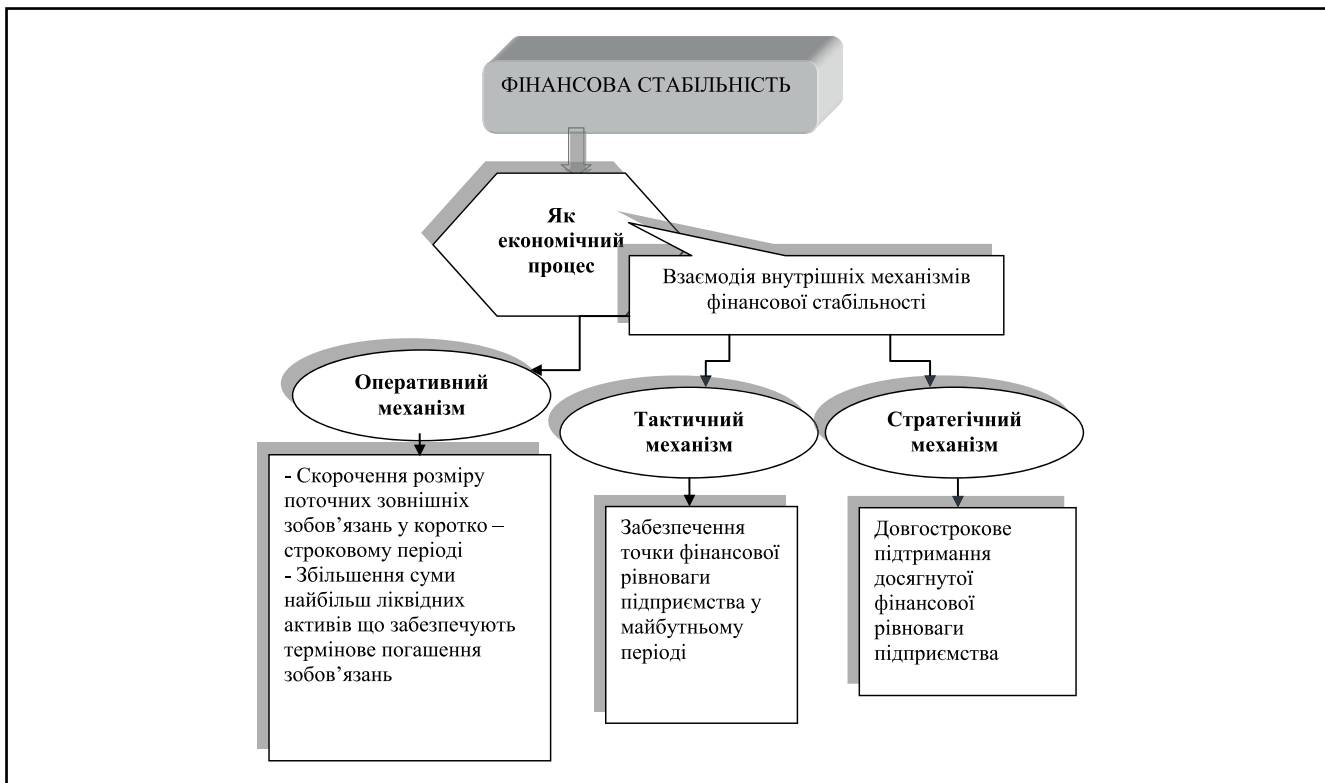 ФІНАНСОВА СТАБІЛЬНІСТЬ
Як
економічний
процес
Взаємодія внутрішніх механізмів
фінансової стабільності
Оперативний
механізм
Тактичний
механізм
Стратегічний
механізм
- Скорочення розміру
поточних зовнішніх
зобов’язань у коротко –
строковому періоді
- Збільшення суми
найбільш ліквідних
активів що забезпечують
термінове погашення
зобов’язань
Забезпечення
точки фінансової
рівноваги
підприємства у
майбутньому
періоді
Довгострокове
підтримання
досягнутої
фінансової
рівноваги
підприємства